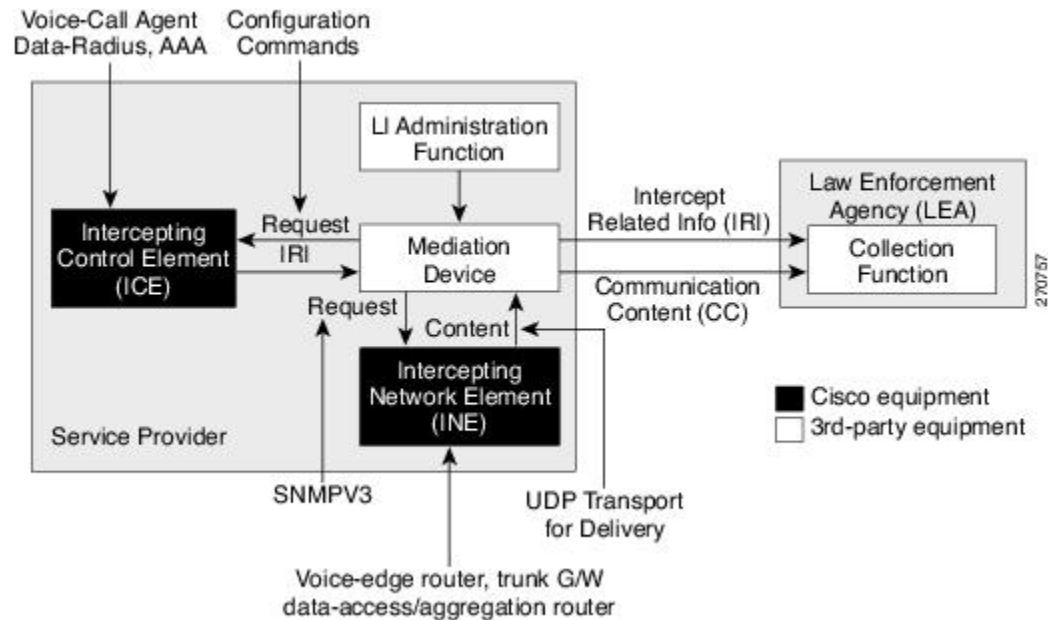 Voice-Call Agent
Data-Radius, AAA
Configuration
Commands
LI Administration
Function
Law Enforcement
Agency (LEA)
Intercept
Related Info (IRI)
Intercepting
Control Element
(ICE)
Request
IRI
Mediation
Device
Collection
Function
Communication
Content (CC)
Request
Content
Intercepting
Network Element
(INE)
Service Provider
Cisco equipment
3rd-party equipment
SNMPV3
UDP Transport
for Delivery
Voice-edge router, trunk G/W
data-access/aggregation router
270757